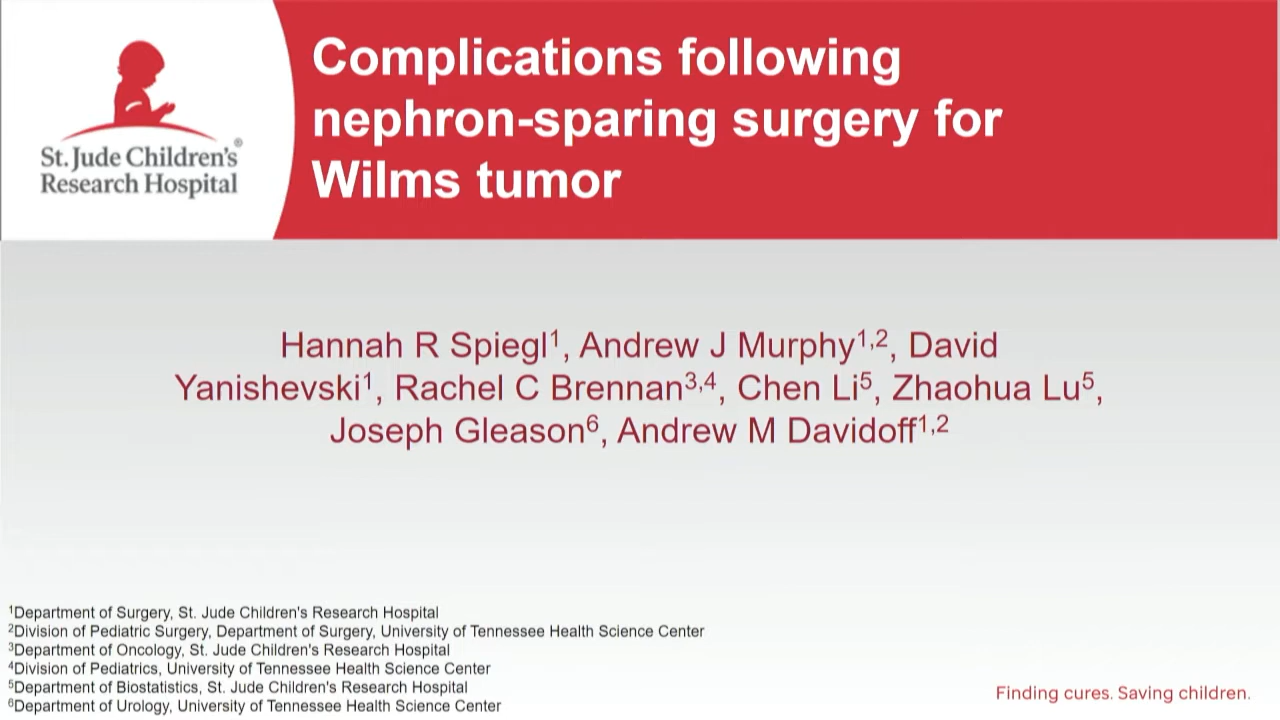 St. Jude Children's®
Research Hospital
Complications following
nephron-sparing surgery for
Wilms tumor
Hannah R Spiegl¹, Andrew J Murphy¹,², David
Yanishevski¹, Rachel C Brennan³,⁴, Chen Li⁵, Zhaohua Lu⁵,
Joseph Gleason⁶, Andrew M Davidoff¹,²
¹Department of Surgery, St. Jude Children's Research Hospital
²Division of Pediatric Surgery, Department of Surgery, University of Tennessee Health Science Center
³Department of Oncology, St. Jude Children's Research Hospital
⁴Division of Pediatrics, University of Tennessee Health Science Center
⁵Department of Biostatistics, St. Jude Children's Research Hospital
⁶Department of Urology, University of Tennessee Health Science Center
Finding cures. Saving children.